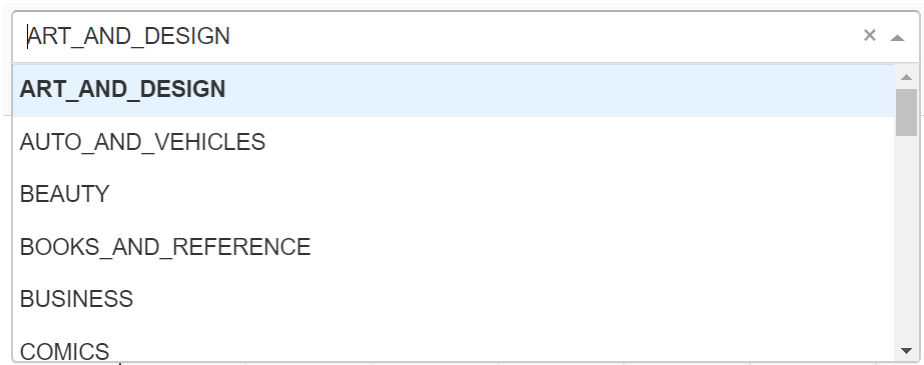 ART_AND_DESIGN
ART_AND_DESIGN
AUTO_AND_VEHICLES
BEAUTY
BOOKS_AND_REFERENCE
BUSINESS
COMICS